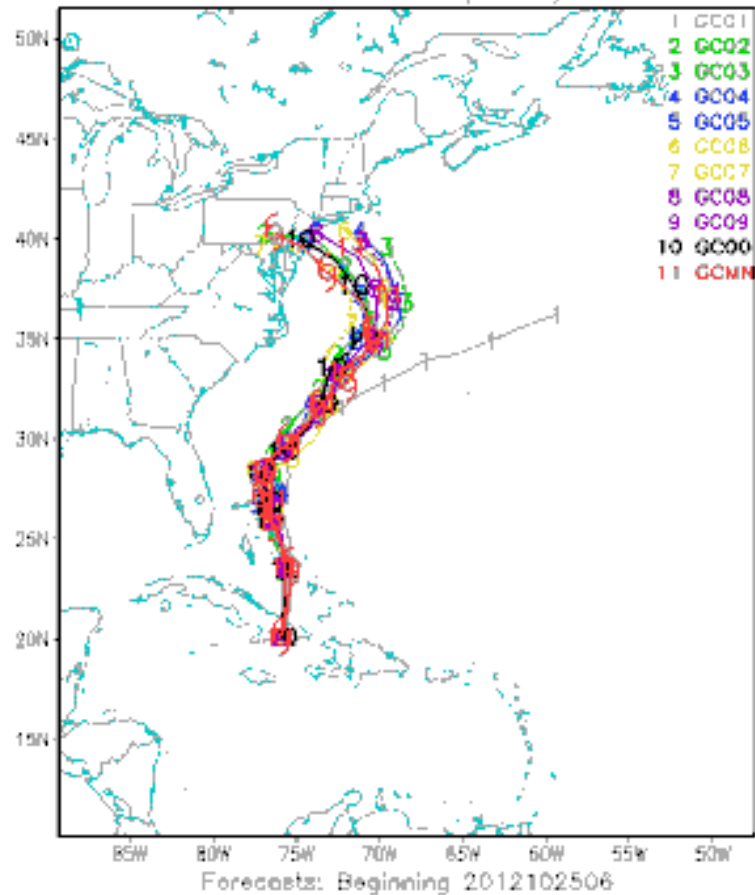 50N
45N
40N
35N
30N
25N
20N
15N
85W 80W 75W 70W 65W 60W 55W 50W
1 GC01
2 GC02
3 GC03
4 GC04
5 GC05
6 GC06
7 GC07
8 GC08
9 GC09
10 GC00
11 GCMN
Forecasts: Beginning 2012102506